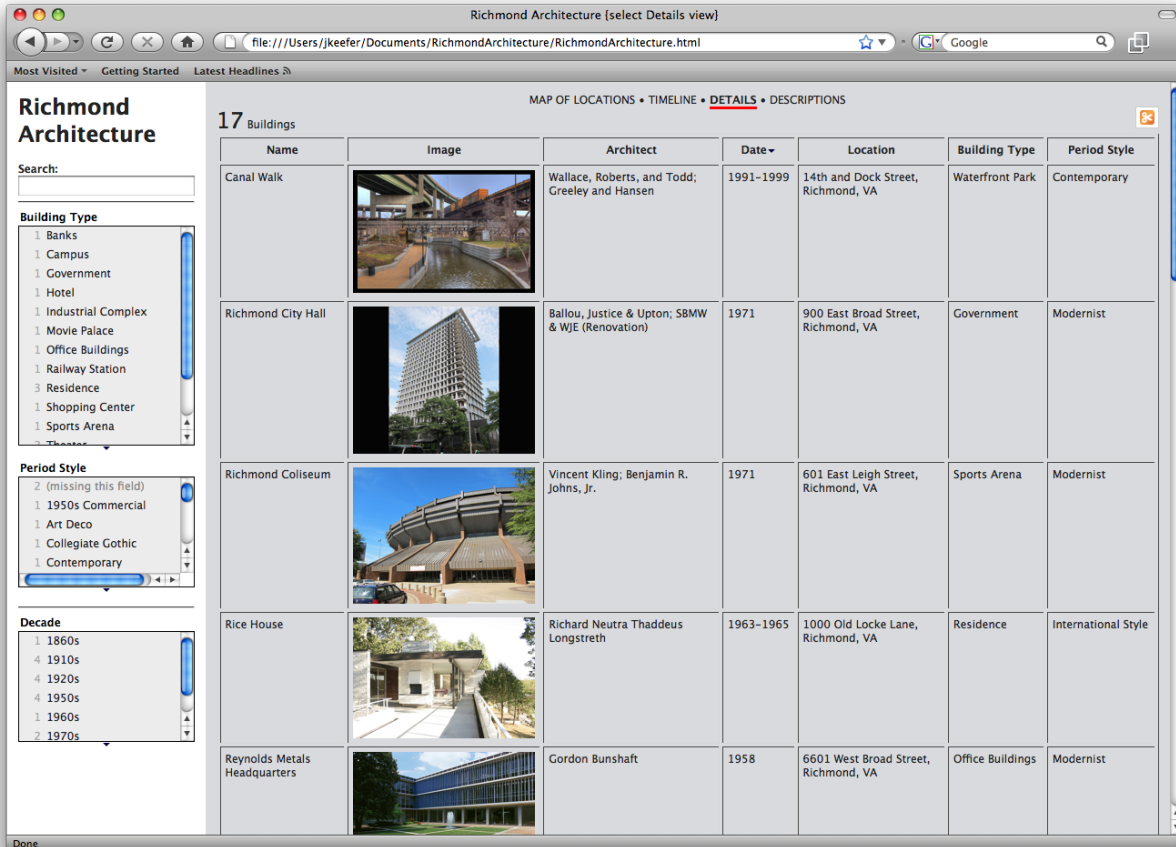 Richmond Architecture {select Details view}
file:///Users/jkeefer/Documents/RichmondArchitecture/RichmondArchitecture.html
Google
Most Visited Getting Started Latest Headlines
Richmond
Architecture
Search:
Building Type
1 Banks
1 Campus
1 Government
1 Hotel
1 Industrial Complex
1 Movie Palace
1 Office Buildings
1 Railway Station
3 Residence
1 Shopping Center
1 Sports Arena
2 Theater
Period Style
2 (missing this field)
1 1950s Commercial
1 Art Deco
1 Collegiate Gothic
1 Contemporary
Decade
1 1860s
4 1910s
4 1920s
4 1950s
1 1960s
2 1970s
MAP OF LOCATIONS • TIMELINE • DETAILS • DESCRIPTIONS
17 Buildings
Name Image Architect Date Location Building Type Period Style
Canal Walk Wallace, Roberts, and Todd; 1991-1999 14th and Dock Street, Waterfront Park Contemporary
Greeley and Hansen Richmond, VA
Richmond City Hall Ballou, Justice & Upton; SBMW 1971 900 East Broad Street, Government Modernist
& WJE (Renovation) Richmond, VA
Richmond Coliseum Vincent Kling; Benjamin R. 1971 601 East Leigh Street, Sports Arena Modernist
Johns, Jr. Richmond, VA
Rice House Richard Neutra Thaddeus 1963-1965 1000 Old Locke Lane, Residence International Style
Longstreth Richmond, VA
Reynolds Metals Gordon Bunshaft 1958 6601 West Broad Street, Office Buildings Modernist
Headquarters Richmond, VA
Done